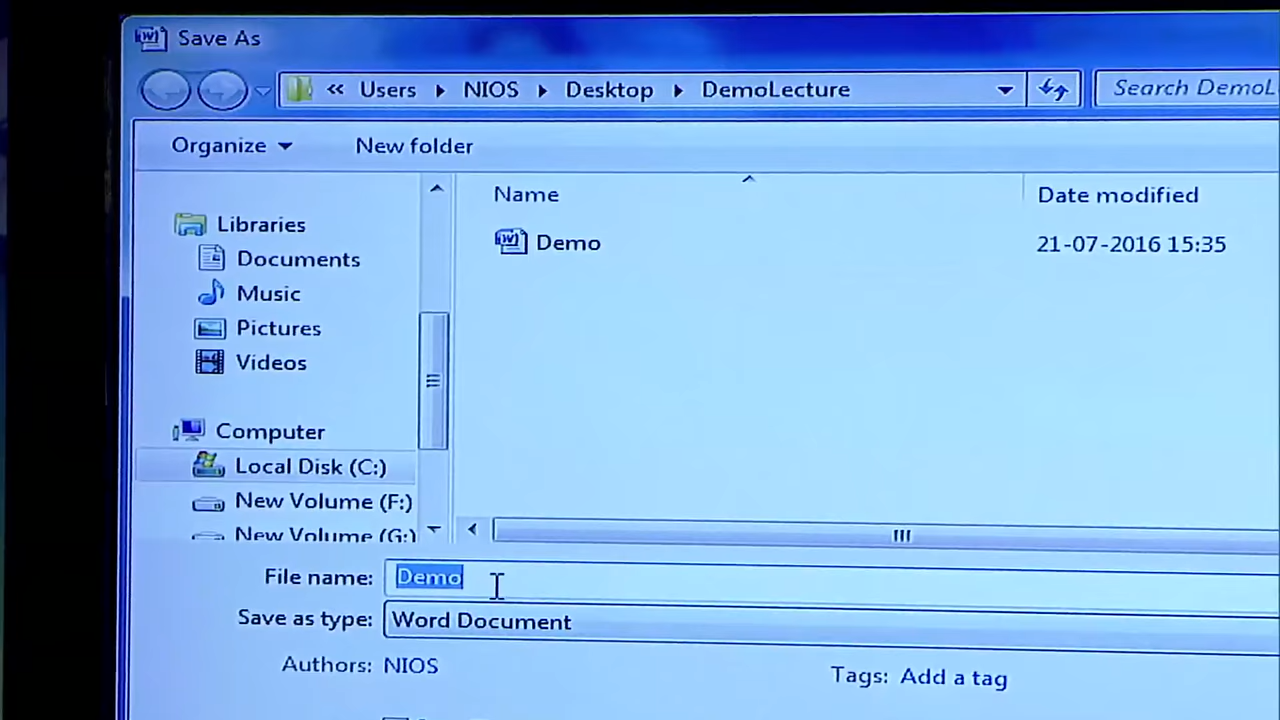 Save As
« Users ▸ NIOS ▸ Desktop ▸ DemoLecture
Search DemoL
Organize
New folder
Name
Date modified
Libraries
Documents
Music
Pictures
Videos
Computer
Local Disk (C:)
New Volume (F:)
New Volume (G:)
Demo
21-07-2016 15:35
File name: Demo
Save as type: Word Document
Authors: NIOS
Tags: Add a tag